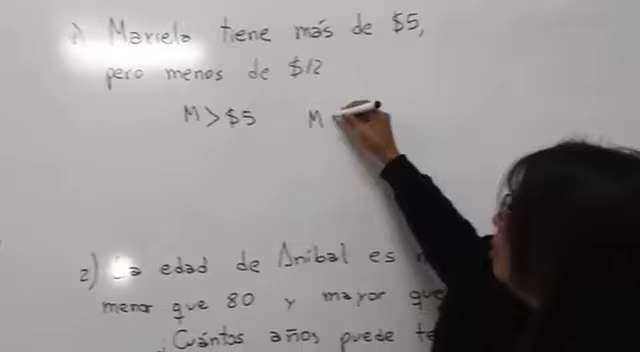 1) Mariela tiene más de $5,
pero menos de $12
M > $5 M
2) La edad de Anibal es
menor que 80 y mayor que
¿Cuántos años puede